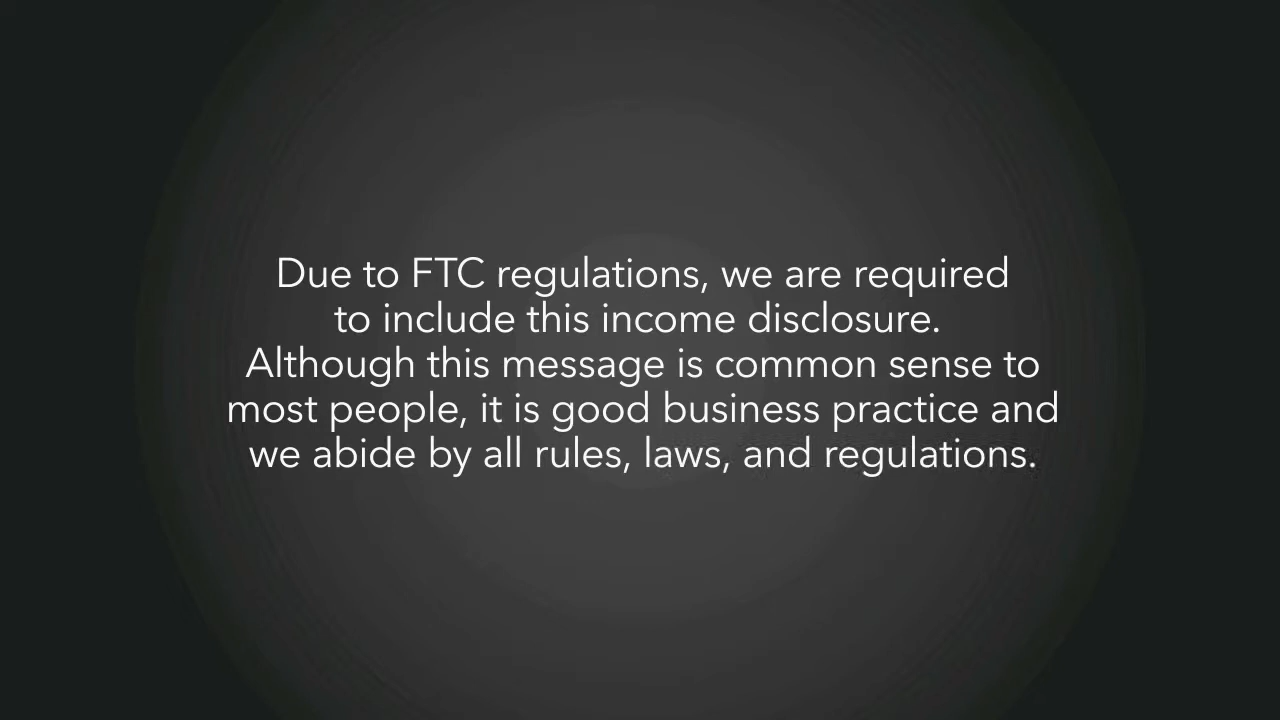 Due to FTC regulations, we are required
to include this income disclosure.
Although this message is common sense to
most people, it is good business practice and
we abide by all rules, laws, and regulations.